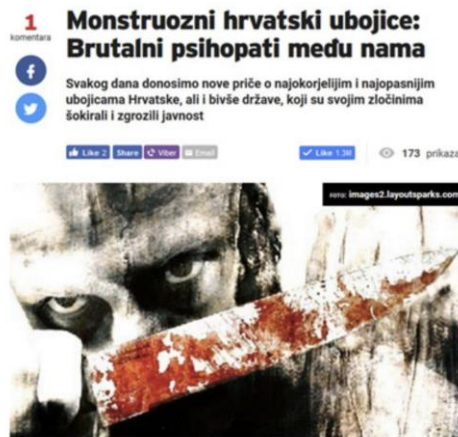 1
komentara
Monstruozni hrvatski ubojice:
Brutalni psihopati među nama
Svakog dana donosimo nove priče o najokorjelijim i najopasnijim
ubojicama Hrvatske, ali i bivše države, koji su svojim zločinima
šokirali i zgrozili javnost
Like 2 Share Viber Email Like 1.3M 173 prikaza
FOTO: images2.layoutsparks.com